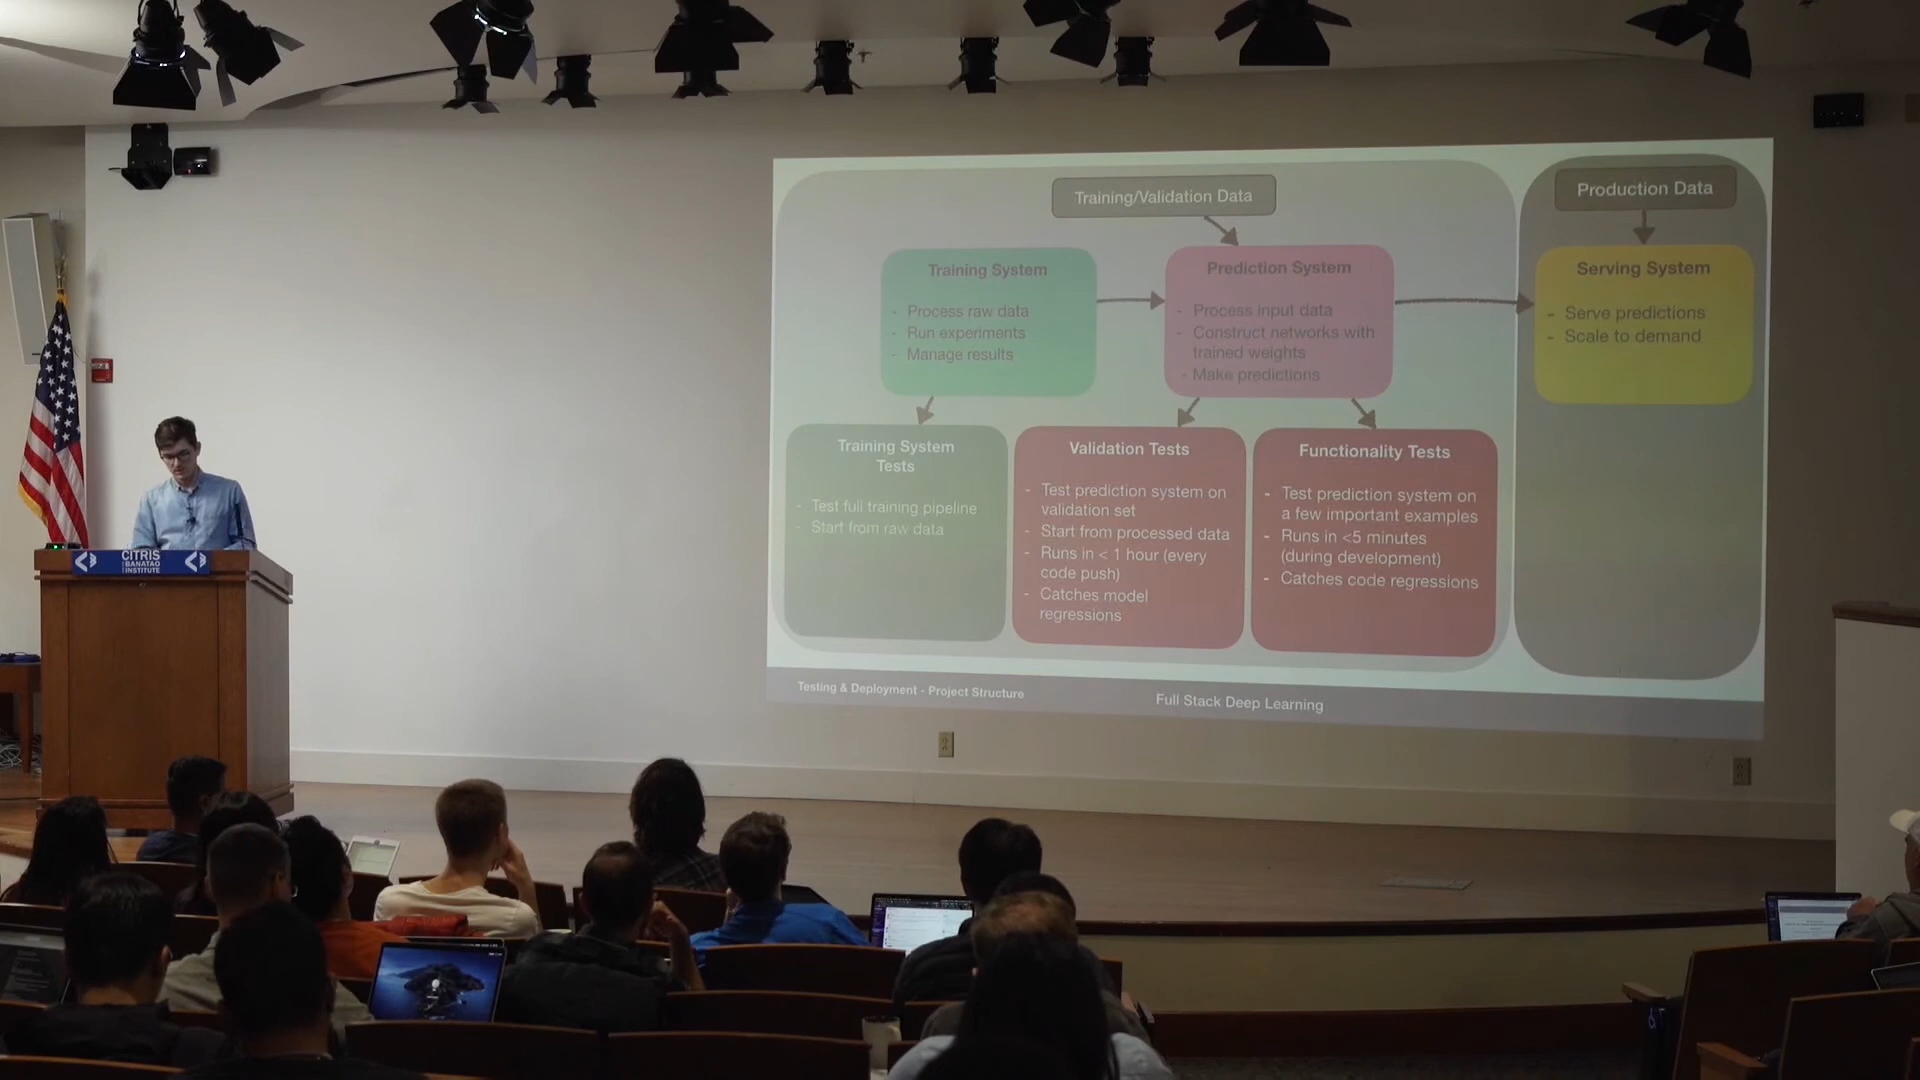 Training/Validation Data
Production Data
Training System
- Process raw data
- Run experiments
- Manage results
Prediction System
- Process input data
- Construct networks with
trained weights
- Make predictions
Serving System
- Serve predictions
- Scale to demand
Training System
Tests
- Test full training pipeline
- Start from raw data
Validation Tests
- Test prediction system on
validation set
- Start from processed data
- Runs in < 1 hour (every
code push)
- Catches model
regressions
Functionality Tests
- Test prediction system on
a few important examples
- Runs in <5 minutes
(during development)
- Catches code regressions
Testing & Deployment - Project Structure
Full Stack Deep Learning
CITRIS
BANATAO
INSTITUTE